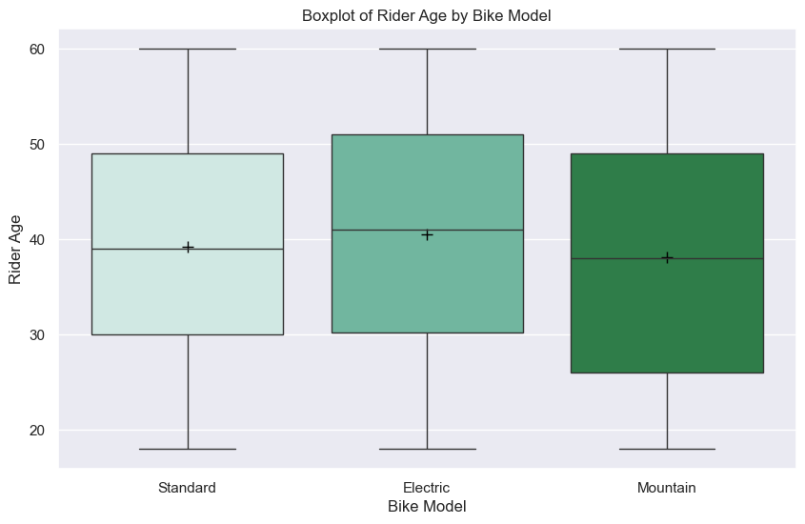 Boxplot of Rider Age by Bike Model
60
50
40
30
20
Rider Age
Standard Electric Mountain
Bike Model